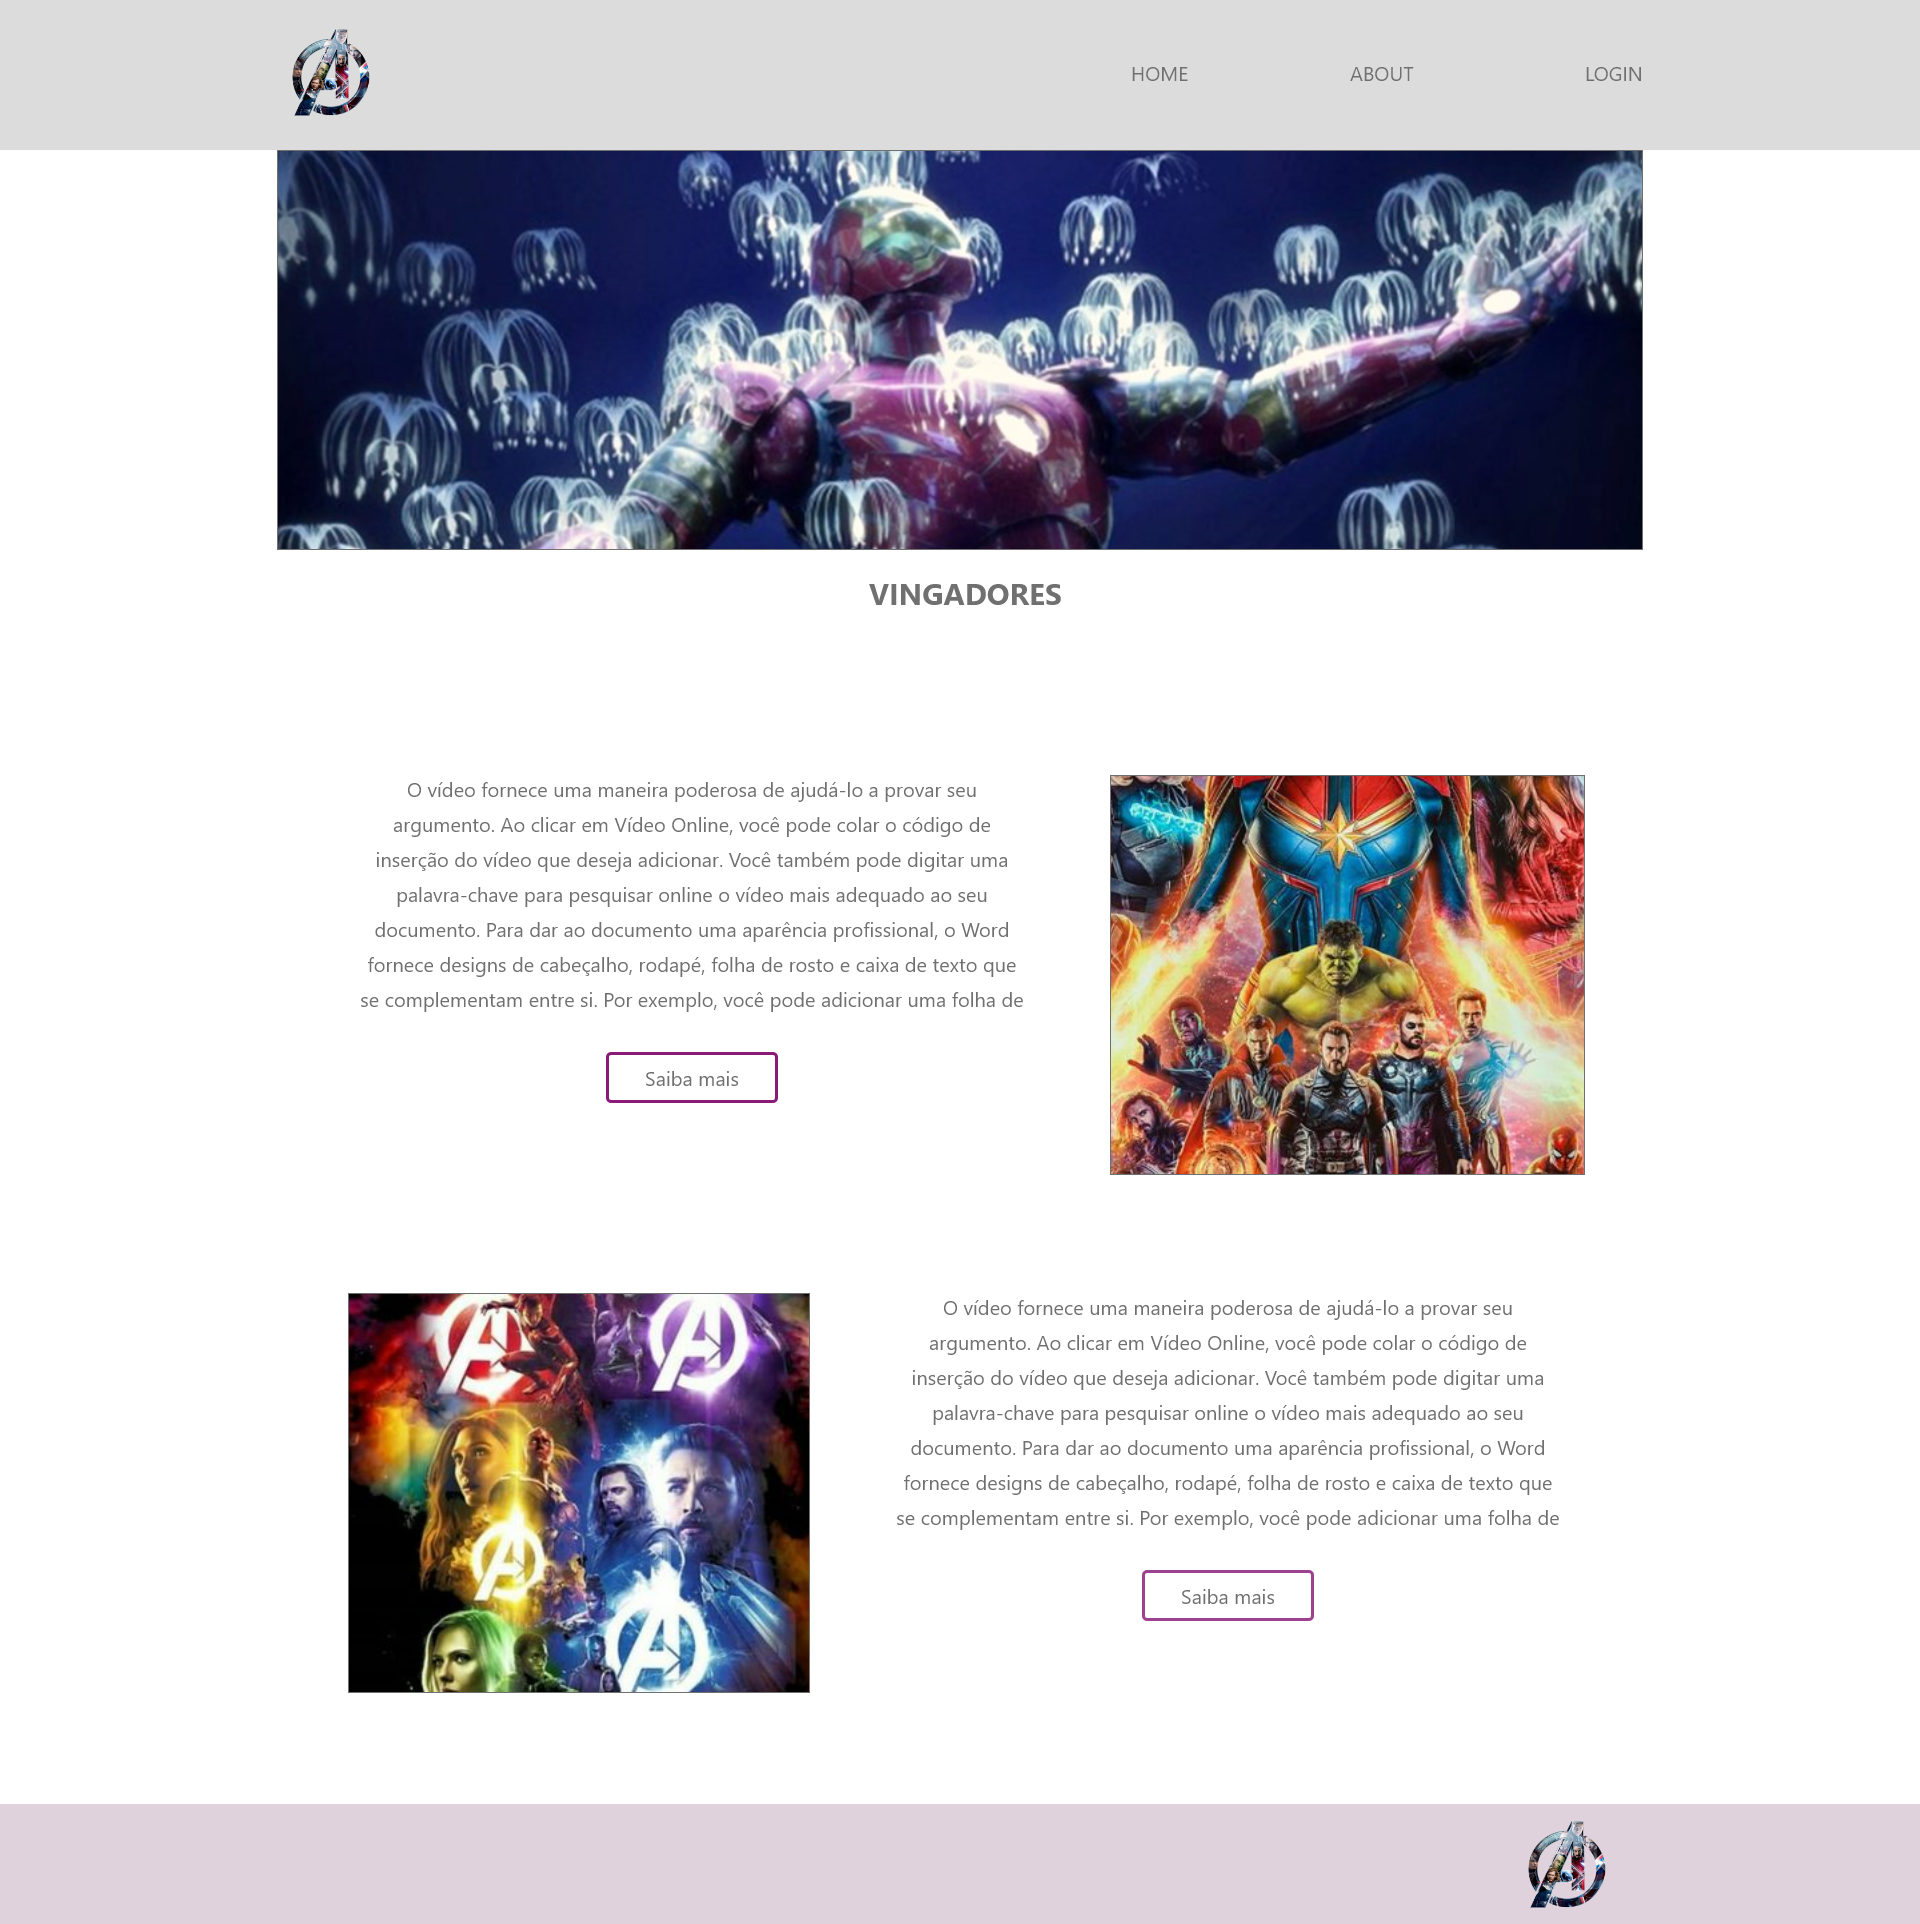 HOME ABOUT LOGIN
VINGADORES
O vídeo fornece uma maneira poderosa de ajudá-lo a provar seu
argumento. Ao clicar em Vídeo Online, você pode colar o código de
inserção do vídeo que deseja adicionar. Você também pode digitar uma
palavra-chave para pesquisar online o vídeo mais adequado ao seu
documento. Para dar ao documento uma aparência profissional, o Word
fornece designs de cabeçalho, rodapé, folha de rosto e caixa de texto que
se complementam entre si. Por exemplo, você pode adicionar uma folha de
Saiba mais
O vídeo fornece uma maneira poderosa de ajudá-lo a provar seu
argumento. Ao clicar em Vídeo Online, você pode colar o código de
inserção do vídeo que deseja adicionar. Você também pode digitar uma
palavra-chave para pesquisar online o vídeo mais adequado ao seu
documento. Para dar ao documento uma aparência profissional, o Word
fornece designs de cabeçalho, rodapé, folha de rosto e caixa de texto que
se complementam entre si. Por exemplo, você pode adicionar uma folha de
Saiba mais